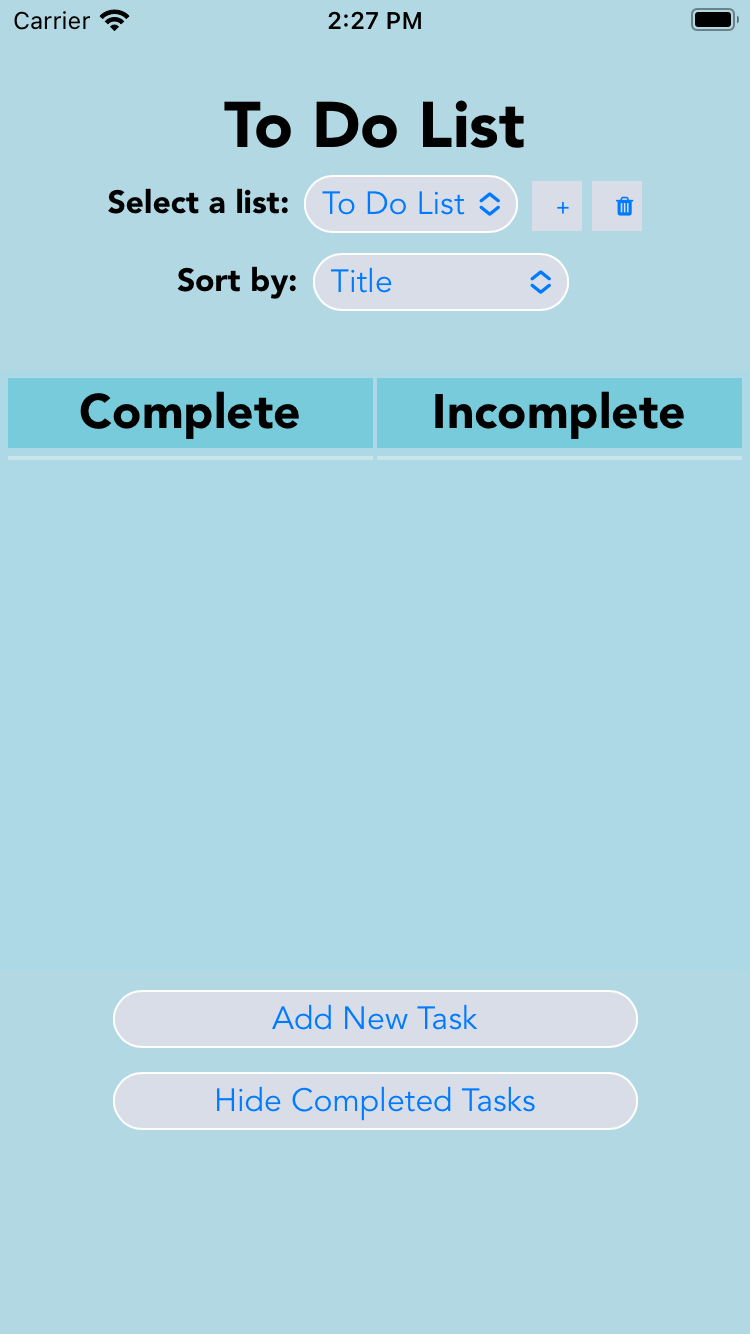 Carrier 2:27 PM
To Do List
Select a list: To Do List +
Sort by: Title
Complete Incomplete
Add New Task
Hide Completed Tasks